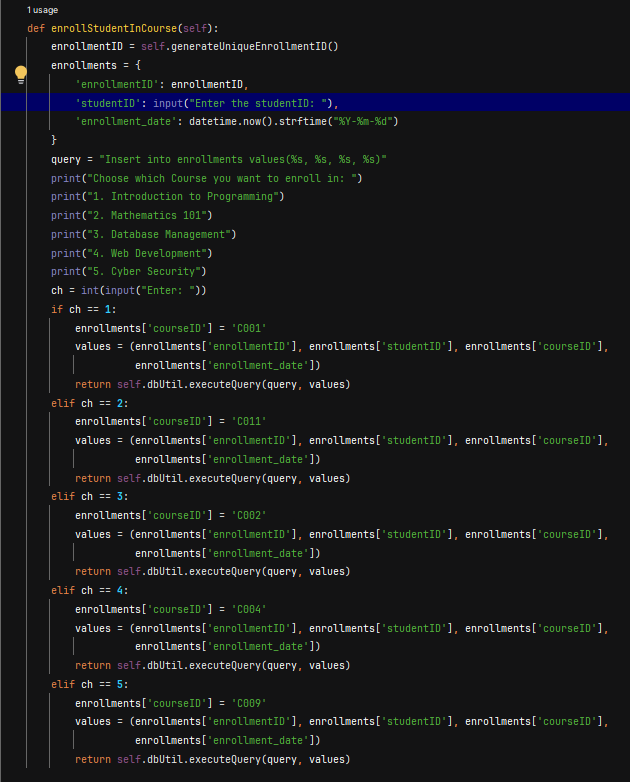 1 usage
def enrollStudentInCourse(self):
    enrollmentID = self.generateUniqueEnrollmentID()
    enrollments = {
        'enrollmentID': enrollmentID,
        'studentID': input("Enter the studentID: "),
        'enrollment_date': datetime.now().strftime("%Y-%m-%d")
    }
    query = "Insert into enrollments values(%s, %s, %s, %s)"
    print("Choose which Course you want to enroll in: ")
    print("1. Introduction to Programming")
    print("2. Mathematics 101")
    print("3. Database Management")
    print("4. Web Development")
    print("5. Cyber Security")
    ch = int(input("Enter: "))
    if ch == 1:
        enrollments['courseID'] = 'C001'
        values = (enrollments['enrollmentID'], enrollments['studentID'], enrollments['courseID'],
                  enrollments['enrollment_date'])
        return self.dbUtil.executeQuery(query, values)
    elif ch == 2:
        enrollments['courseID'] = 'C011'
        values = (enrollments['enrollmentID'], enrollments['studentID'], enrollments['courseID'],
                  enrollments['enrollment_date'])
        return self.dbUtil.executeQuery(query, values)
    elif ch == 3:
        enrollments['courseID'] = 'C002'
        values = (enrollments['enrollmentID'], enrollments['studentID'], enrollments['courseID'],
                  enrollments['enrollment_date'])
        return self.dbUtil.executeQuery(query, values)
    elif ch == 4:
        enrollments['courseID'] = 'C004'
        values = (enrollments['enrollmentID'], enrollments['studentID'], enrollments['courseID'],
                  enrollments['enrollment_date'])
        return self.dbUtil.executeQuery(query, values)
    elif ch == 5:
        enrollments['courseID'] = 'C009'
        values = (enrollments['enrollmentID'], enrollments['studentID'], enrollments['courseID'],
                  enrollments['enrollment_date'])
        return self.dbUtil.executeQuery(query, values)